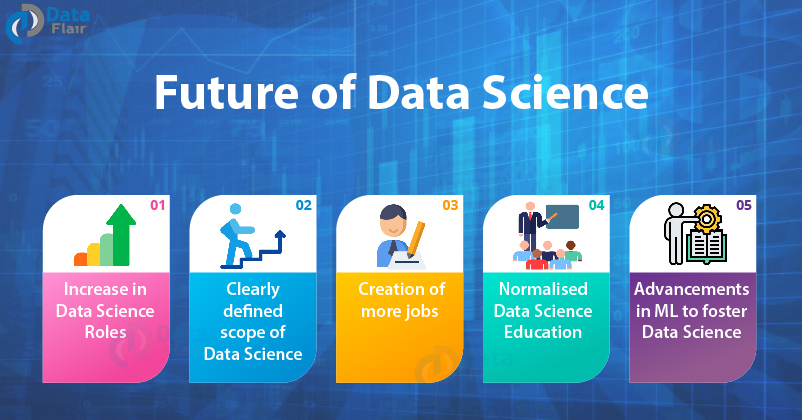 Data
Flair
Future of Data Science
01
Increase in
Data Science
Roles
02
Clearly
defined
scope of
Data Science
03
Creation of
more jobs
04
Normalised
Data Science
Education
05
Advancements
in ML to foster
Data Science